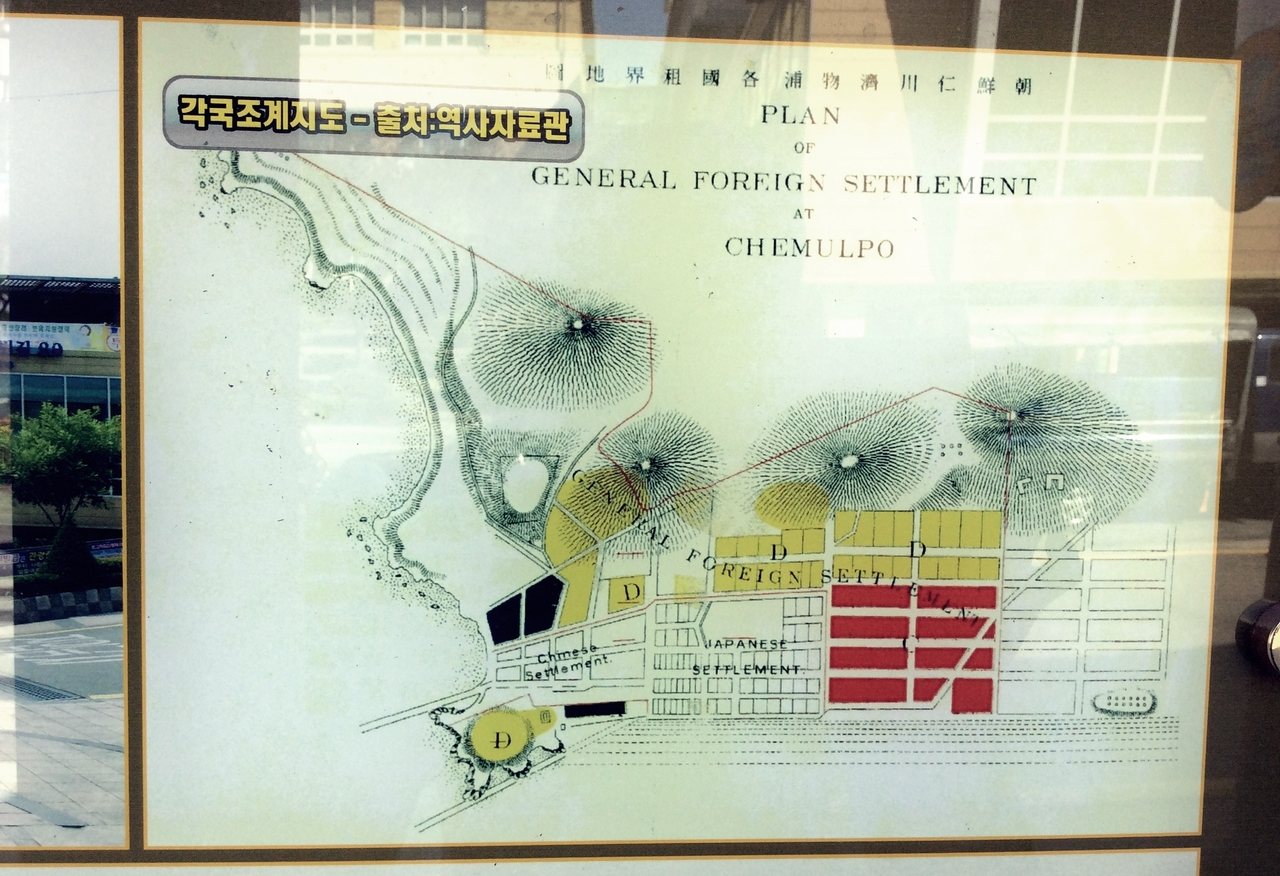 圖地界租國各浦物濟川仁鮮朝
각국조계지도 - 출처:역사자료관
PLAN
OF
GENERAL FOREIGN SETTLEMENT
AT
CHEMULPO
GENERAL FOREIGN SETTLEMENT
D
D
D
C
JAPANESE
SETTLEMENT
Chinese
Settlement.
D